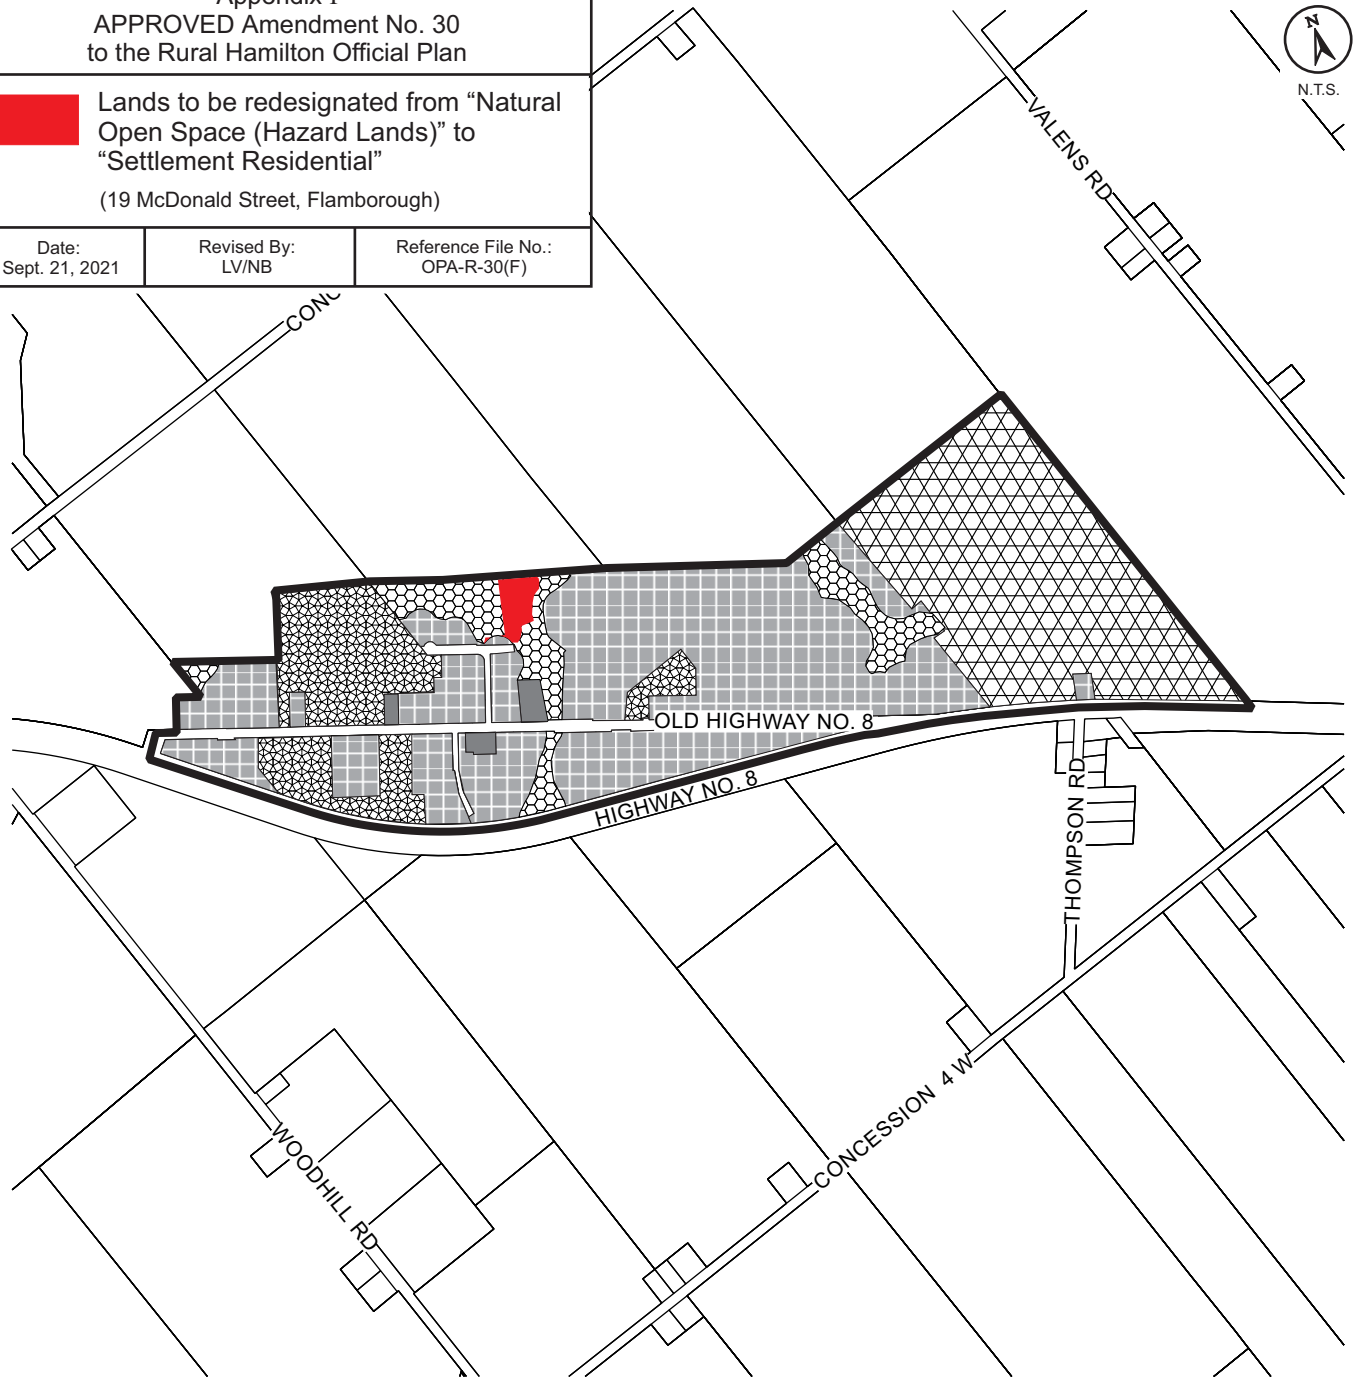 Appendix
APPROVED Amendment No. 30
to the Rural Hamilton Official Plan
Lands to be redesignated from “Natural
Open Space (Hazard Lands)” to
“Settlement Residential”
(19 McDonald Street, Flamborough)
Date:
Sept. 21, 2021
Revised By:
LV/NB
Reference File No.:
OPA-R-30(F)
N
N.T.S.
VALENS RD
OLD HIGHWAY NO. 8
HIGHWAY NO. 8
THOMPSON RD
CONCESSION 4 W
WOODHILL RD